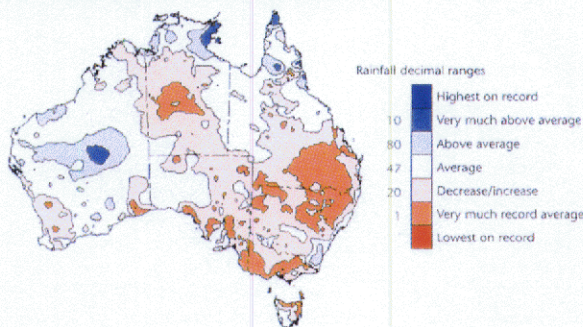 Rainfall decimal ranges
Highest on record
10 Very much above average
80 Above average
47 Average
20 Decrease/increase
1 Very much record average
Lowest on record